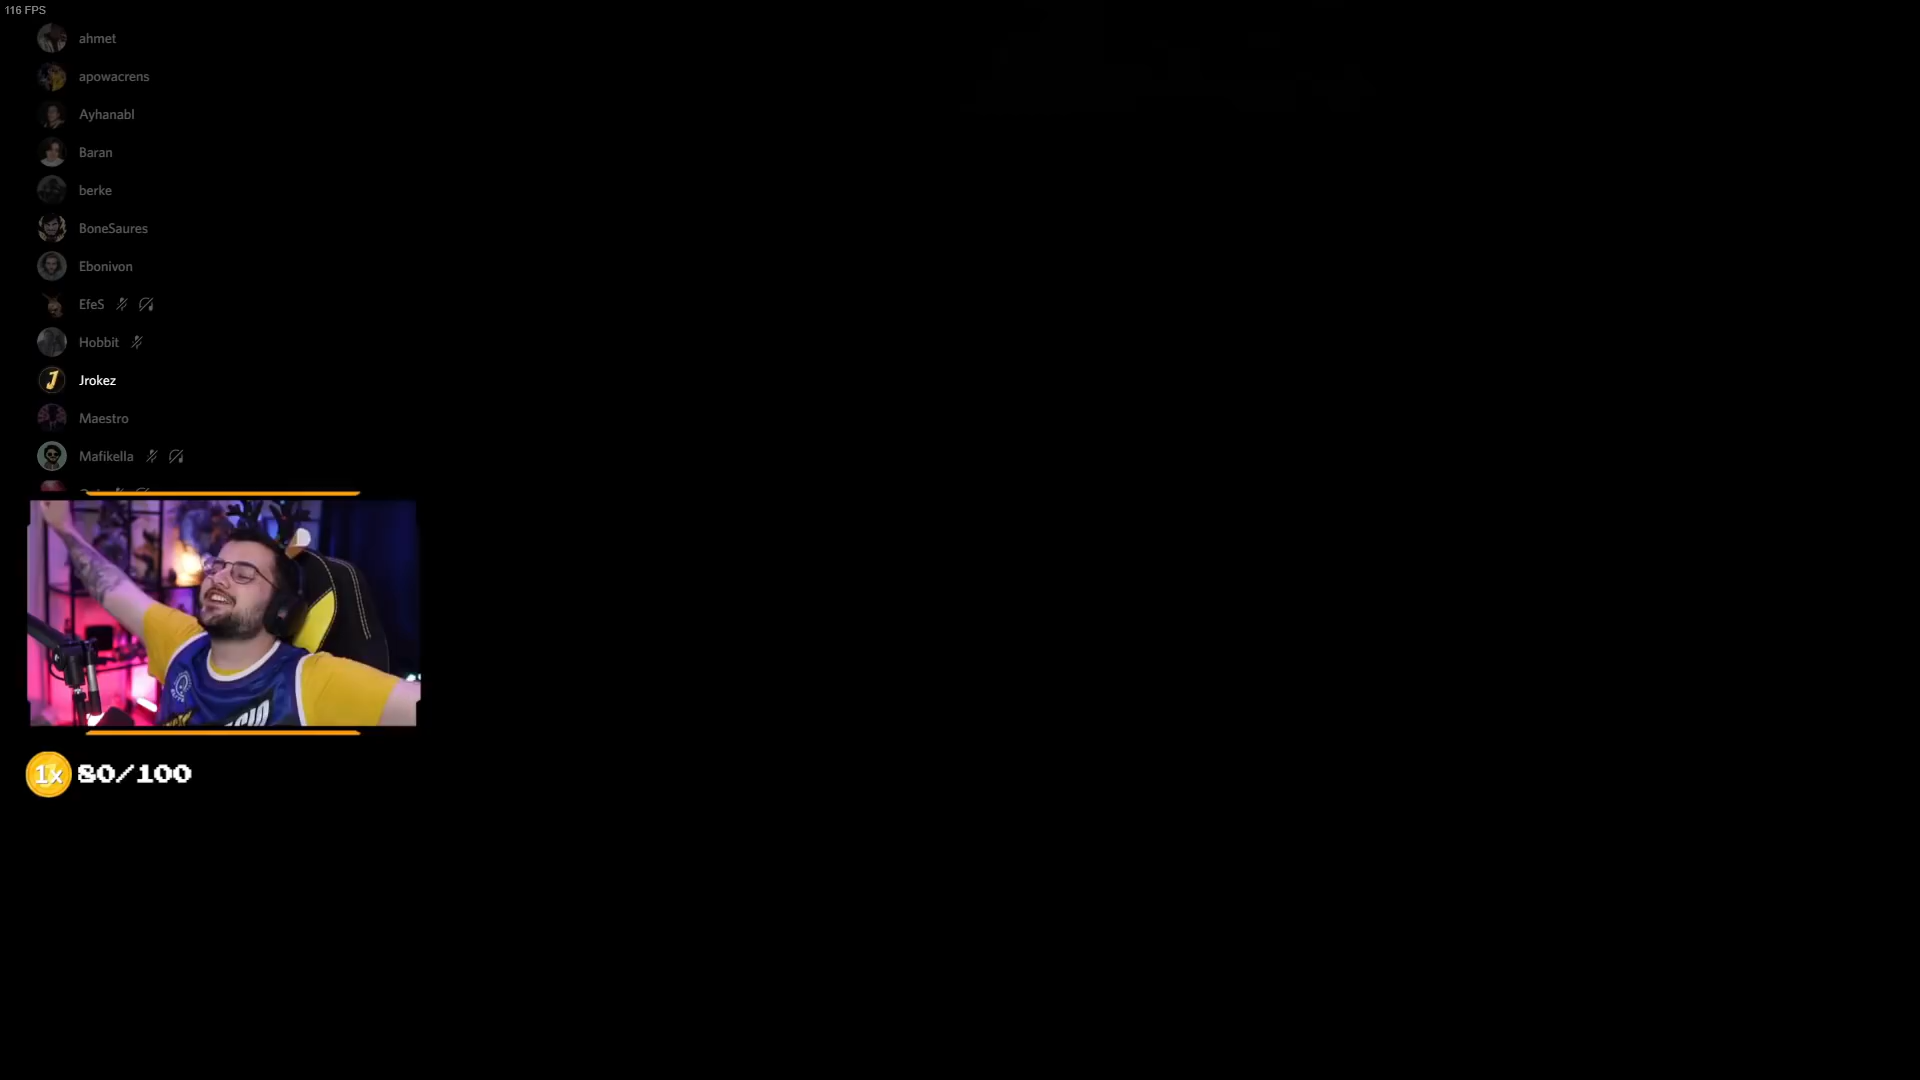 116 FPS
ahmet
apowacrens
Ayhanabl
Baran
berke
BoneSaures
Ebonivon
EfeS
Hobbit
Jrokez
Maestro
Mafikella
1x 80/100